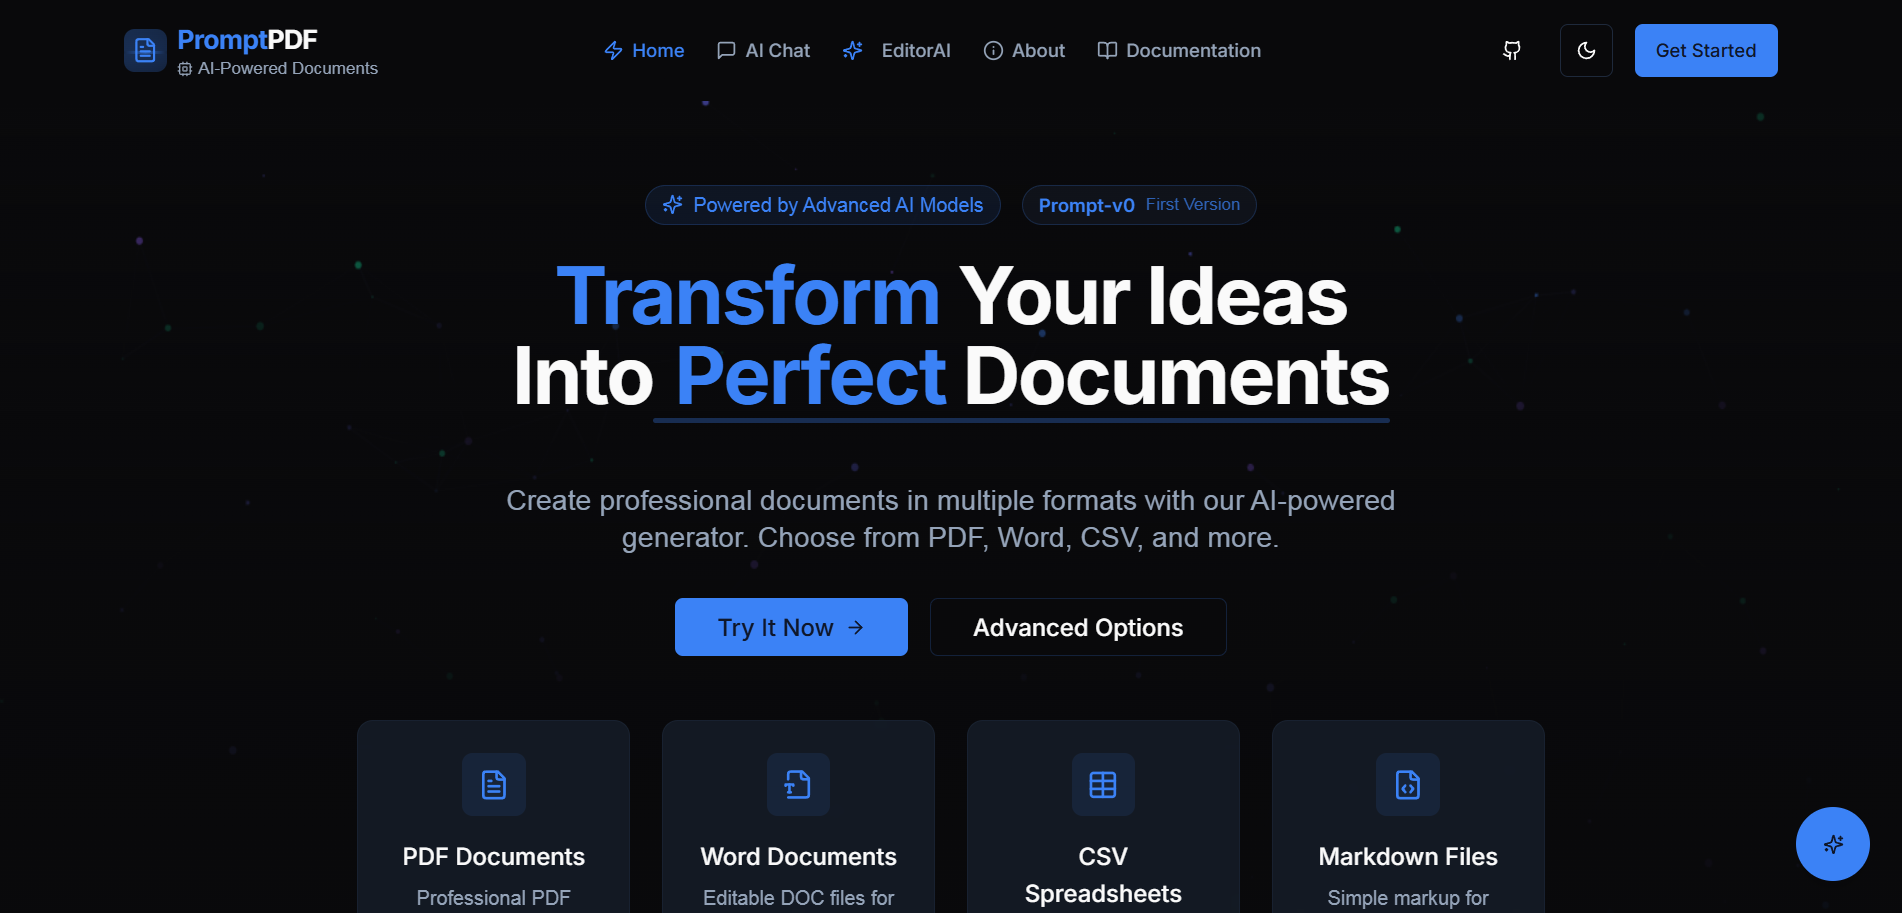 PromptPDF
AI-Powered Documents
Home
AI Chat
EditorAI
About
Documentation
Get Started
Powered by Advanced AI Models
Prompt-v0 First Version
Transform Your Ideas
Into Perfect Documents
Create professional documents in multiple formats with our AI-powered
generator. Choose from PDF, Word, CSV, and more.
Try It Now
Advanced Options
PDF Documents
Professional PDF
Word Documents
Editable DOC files for
CSV
Spreadsheets
Markdown Files
Simple markup for